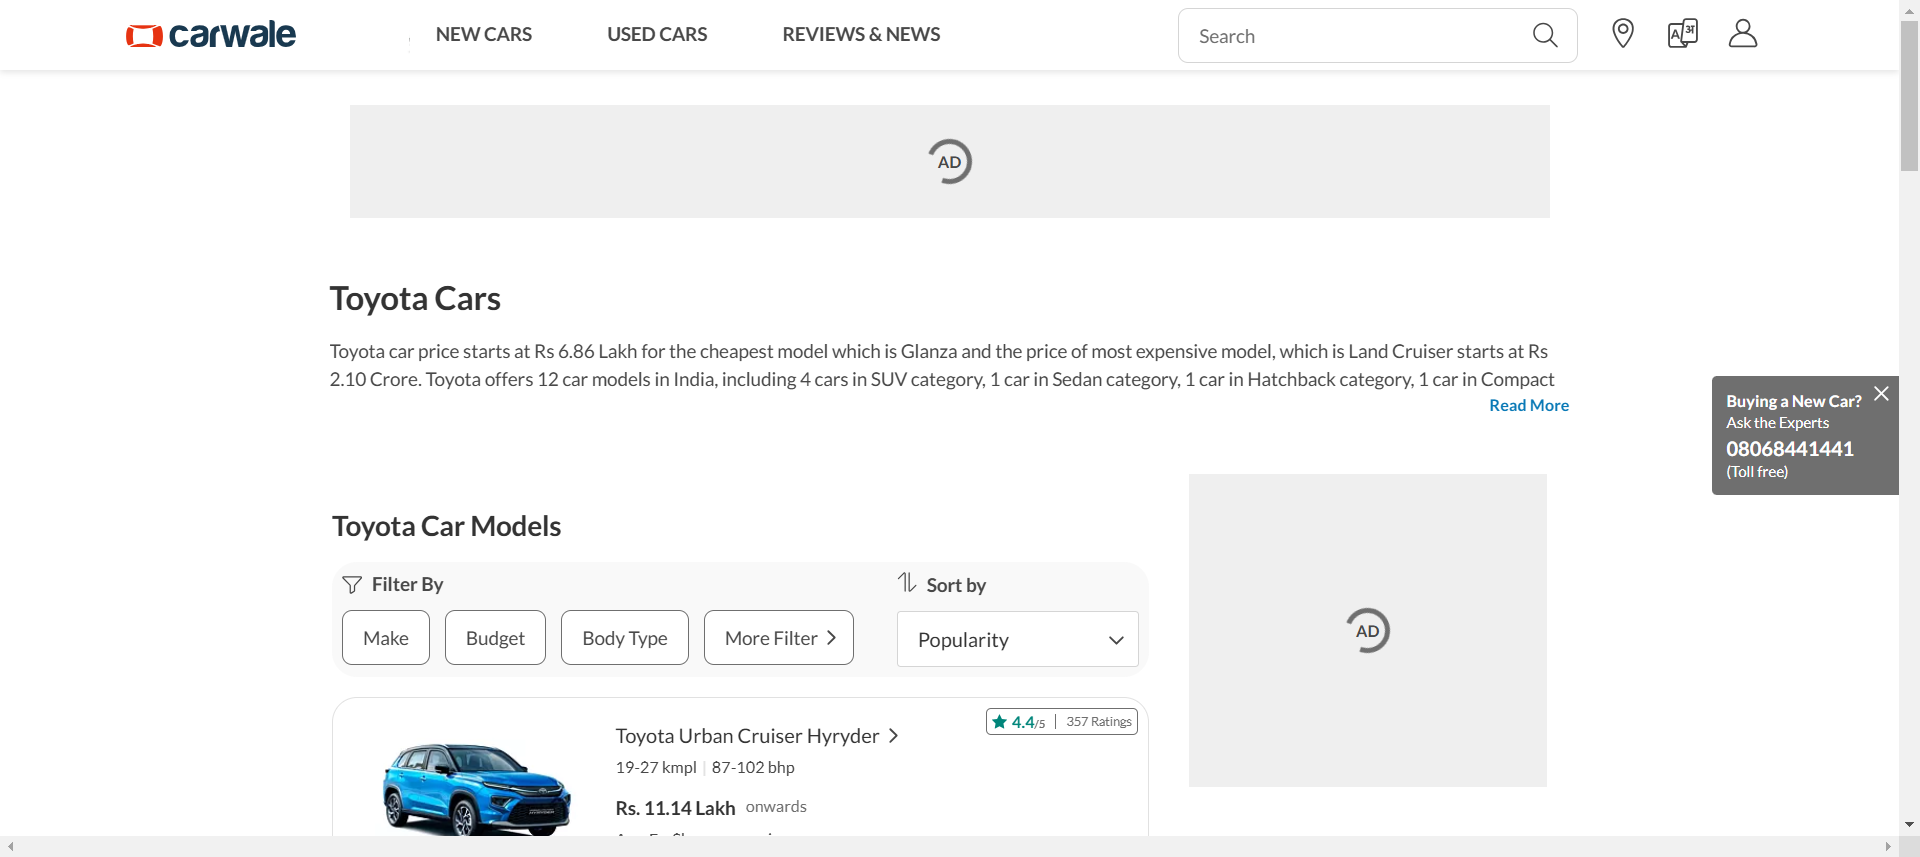 carwale
NEW CARS
USED CARS
REVIEWS & NEWS
Search
A अ
AD
Toyota Cars
Toyota car price starts at Rs 6.86 Lakh for the cheapest model which is Glanza and the price of most expensive model, which is Land Cruiser starts at Rs
2.10 Crore. Toyota offers 12 car models in India, including 4 cars in SUV category, 1 car in Sedan category, 1 car in Hatchback category, 1 car in Compact
Read More
Buying a New Car?
Ask the Experts
08068441441
(Toll free)
Toyota Car Models
Filter By
Sort by
Make
Budget
Body Type
More Filter
Popularity
AD
4.4/5 | 357 Ratings
Toyota Urban Cruiser Hyryder
19-27 kmpl | 87-102 bhp
Rs. 11.14 Lakh onwards